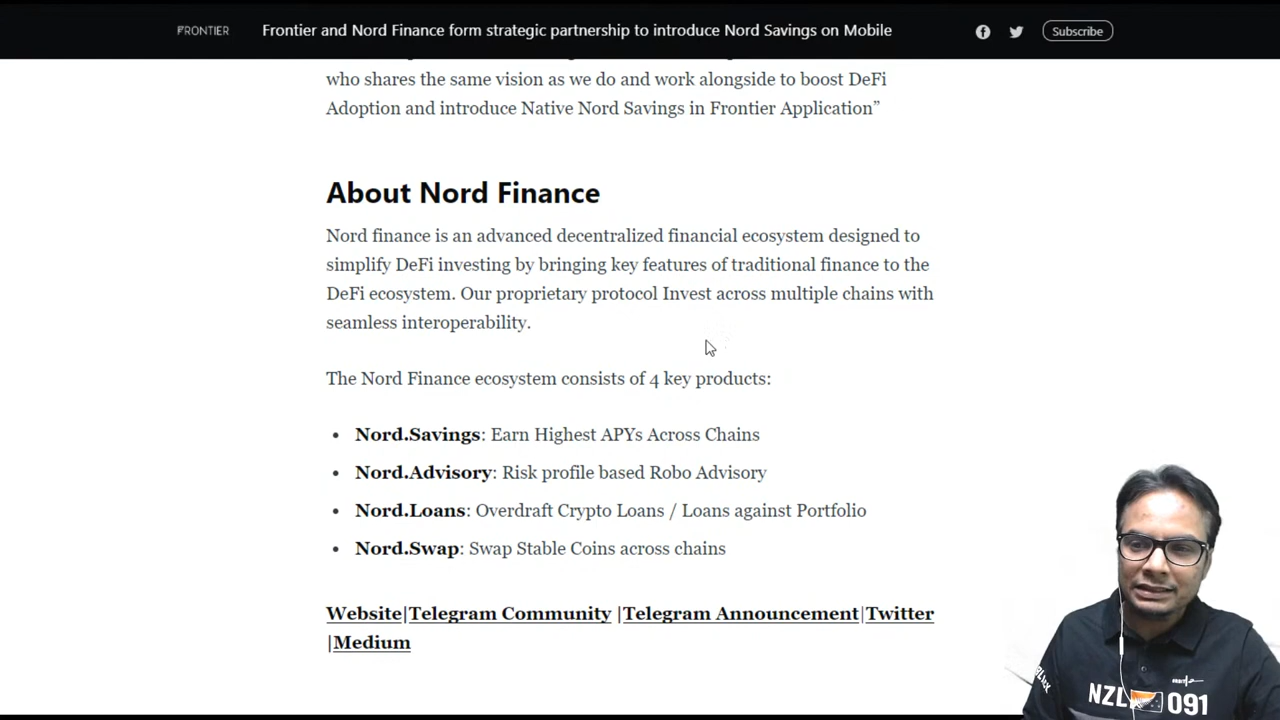 FRONTIER
Frontier and Nord Finance form strategic partnership to introduce Nord Savings on Mobile
Subscribe
who shares the same vision as we do and work alongside to boost DeFi
Adoption and introduce Native Nord Savings in Frontier Application”
About Nord Finance
Nord finance is an advanced decentralized financial ecosystem designed to
simplify DeFi investing by bringing key features of traditional finance to the
DeFi ecosystem. Our proprietary protocol Invest across multiple chains with
seamless interoperability.
The Nord Finance ecosystem consists of 4 key products:
• Nord.Savings: Earn Highest APYs Across Chains
• Nord.Advisory: Risk profile based Robo Advisory
• Nord.Loans: Overdraft Crypto Loans / Loans against Portfolio
• Nord.Swap: Swap Stable Coins across chains
Website|Telegram Community |Telegram Announcement|Twitter
|Medium
NZL 091